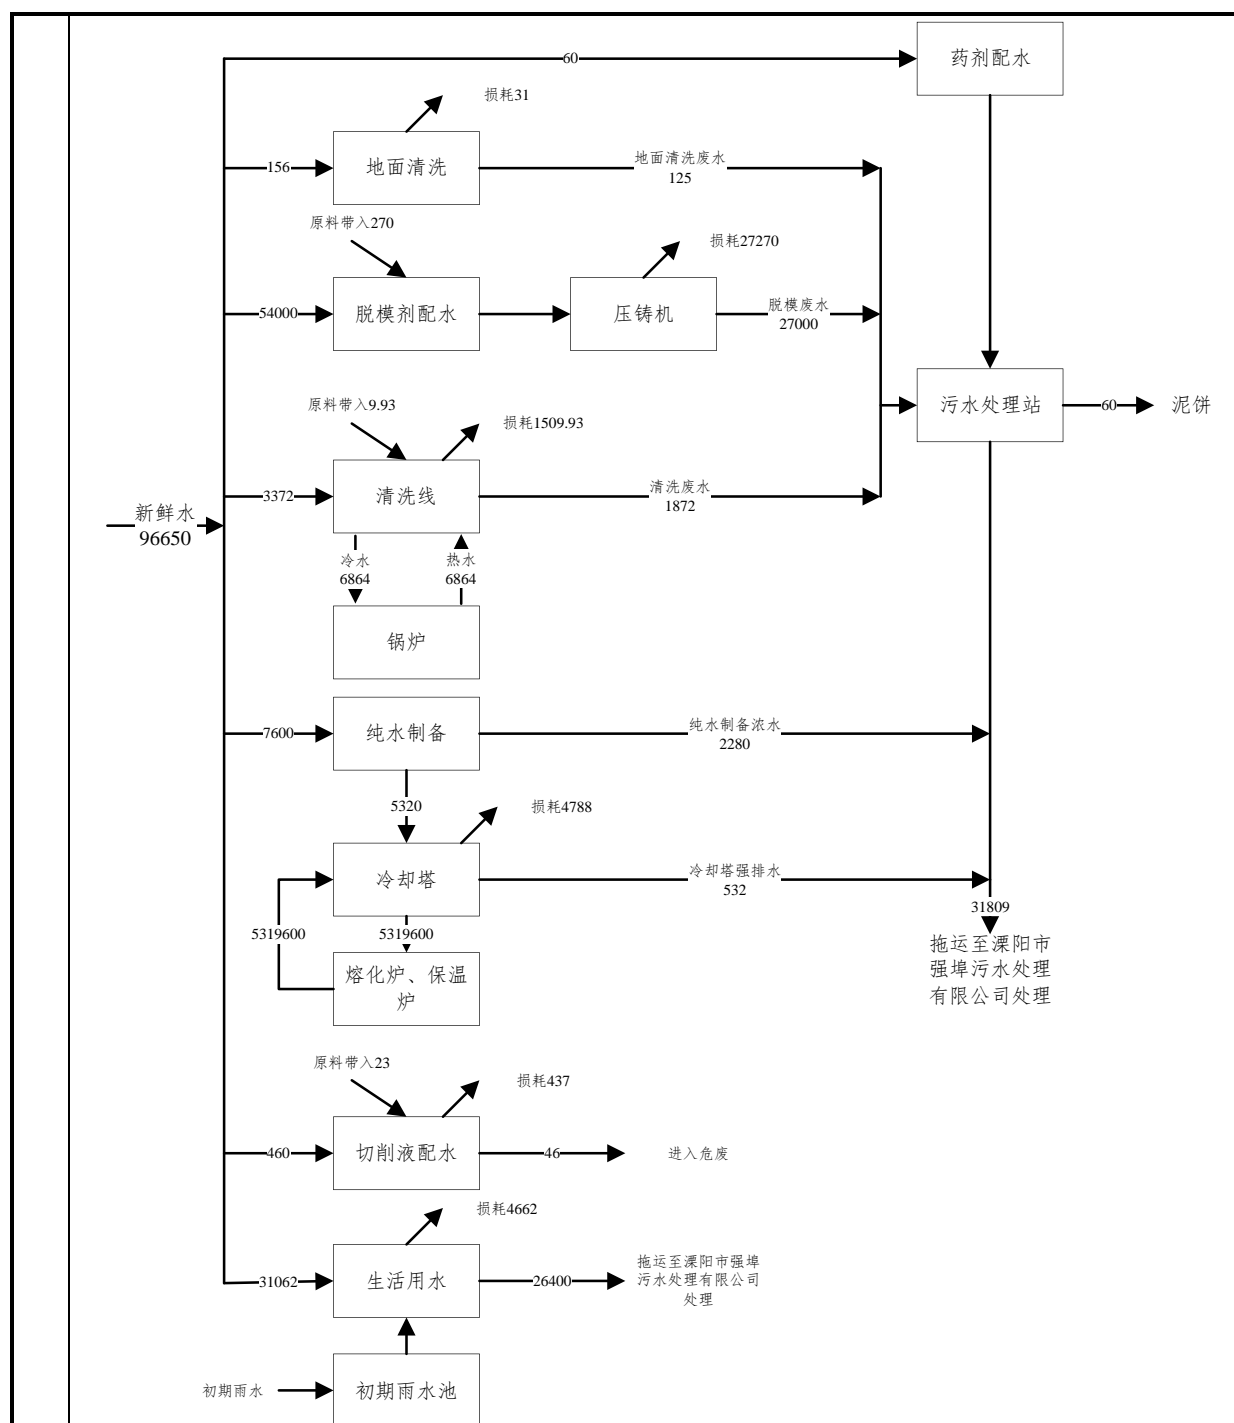 60
药剂配水
损耗31
156
地面清洗
地面清洗废水
125
原料带入270
损耗27270
54000
脱模剂配水
压铸机
脱模废水
27000
原料带入9.93
损耗1509.93
污水处理站
60
泥饼
3372
清洗线
清洗废水
1872
新鲜水
96650
冷水
6864
热水
6864
锅炉
7600
纯水制备
纯水制备浓水
2280
5320
损耗4788
冷却塔
冷却塔强排水
532
31809
5319600
5319600
拖运至溧阳市
强埠污水处理
有限公司处理
熔化炉、保温
炉
原料带入23
损耗437
460
切削液配水
46
进入危废
损耗4662
31062
生活用水
26400
拖运至溧阳市强埠
污水处理有限公司
处理
初期雨水
初期雨水池